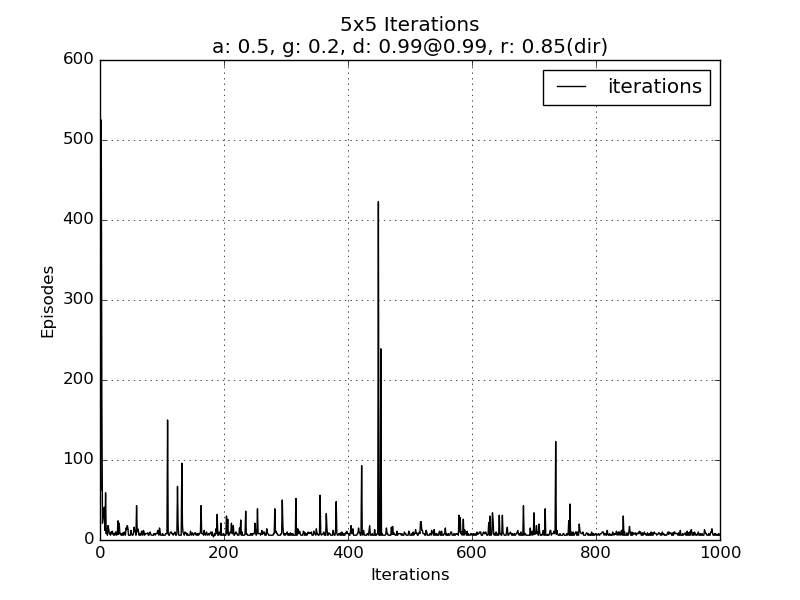 5x5 Iterations
a: 0.5, g: 0.2, d: 0.99@0.99, r: 0.85(dir)
iterations
600
500
400
300
200
100
0
Episodes
0 200 400 600 800 1000
Iterations